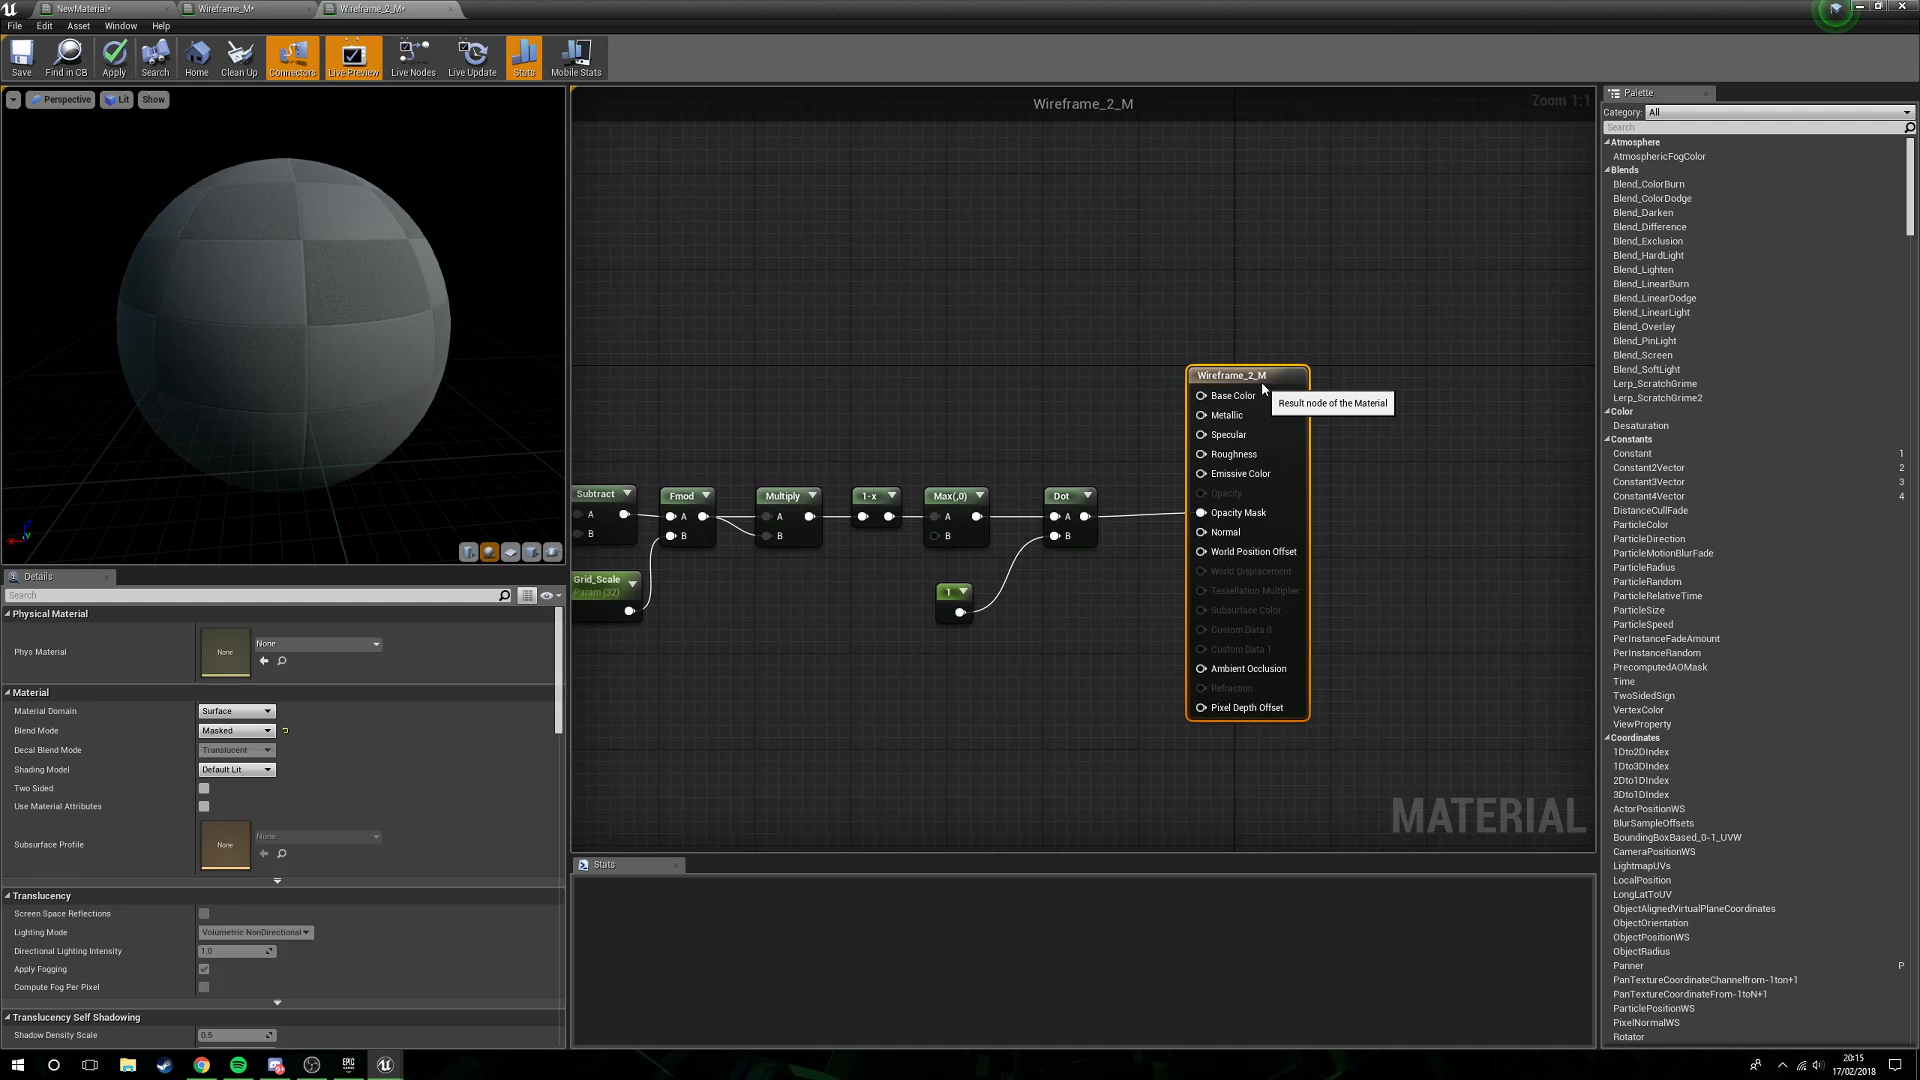 NewMaterial*
Wireframe_M*
Wireframe_2_M*
File Edit Asset Window Help
Save
Find in CB
Apply
Search
Home
Clean Up
Connectors
Live Preview
Live Nodes
Live Update
Stats
Mobile Stats
Perspective
Lit
Show
Wireframe_2_M
Zoom 1:1
Subtract
A
B
Grid_Scale
Param (32)
Fmod
A
B
Multiply
A
B
1-x
Max(,0)
A
B
1
Dot
A
B
Wireframe_2_M
Base Color
Metallic
Specular
Roughness
Emissive Color
Opacity
Opacity Mask
Normal
World Position Offset
World Displacement
Tessellation Multiplier
Subsurface Color
Custom Data 0
Custom Data 1
Ambient Occlusion
Refraction
Pixel Depth Offset
Result node of the Material
MATERIAL
Stats
Details
Search
Physical Material
Phys Material
None
None
Material
Material Domain
Surface
Blend Mode
Masked
Decal Blend Mode
Translucent
Shading Model
Default Lit
Two Sided
Use Material Attributes
Subsurface Profile
None
None
Translucency
Screen Space Reflections
Lighting Mode
Volumetric NonDirectional
Directional Lighting Intensity
1.0
Apply Fogging
Compute Fog Per Pixel
Translucency Self Shadowing
Shadow Density Scale
0.5
Palette
Category: All
Search
Atmosphere
AtmosphericFogColor
Blends
Blend_ColorBurn
Blend_ColorDodge
Blend_Darken
Blend_Difference
Blend_Exclusion
Blend_HardLight
Blend_Lighten
Blend_LinearBurn
Blend_LinearDodge
Blend_LinearLight
Blend_Overlay
Blend_PinLight
Blend_Screen
Blend_SoftLight
Lerp_ScratchGrime
Lerp_ScratchGrime2
Color
Desaturation
Constants
Constant 1
Constant2Vector 2
Constant3Vector 3
Constant4Vector 4
DistanceCullFade
ParticleColor
ParticleDirection
ParticleMotionBlurFade
ParticleRadius
ParticleRandom
ParticleRelativeTime
ParticleSize
ParticleSpeed
PerInstanceFadeAmount
PerInstanceRandom
PrecomputedAOMask
Time
TwoSidedSign
VertexColor
ViewProperty
Coordinates
1Dto2DIndex
1Dto3DIndex
2Dto1DIndex
3Dto1DIndex
ActorPositionWS
BlurSampleOffsets
BoundingBoxBased_0-1_UVW
CameraPositionWS
LightmapUVs
LocalPosition
LongLatToUV
ObjectAlignedVirtualPlaneCoordinates
ObjectOrientation
ObjectPositionWS
ObjectRadius
Panner P
PanTextureCoordinateChannelfrom-1ton+1
PanTextureCoordinateFrom-1toN+1
ParticlePositionWS
PixelNormalWS
Rotator
EPIC
GAMES
20:15
17/02/2018